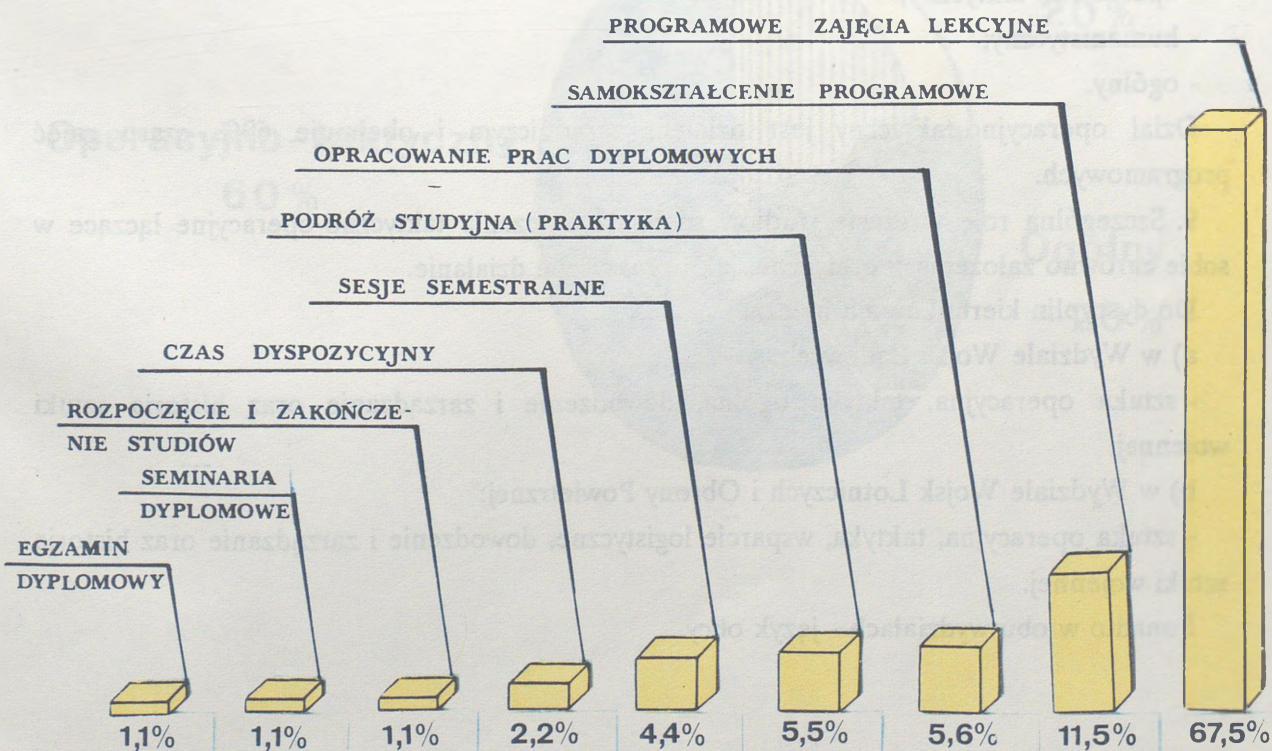 PROGRAMOWE ZAJĘCIA LEKCYJNE
SAMOKSZTAŁCENIE PROGRAMOWE
OPRACOWANIE PRAC DYPLOMOWYCH
PODRÓŻ STUDYJNA (PRAKTYKA)
SESJE SEMESTRALNE
CZAS DYSPOZYCYJNY
ROZPOCZĘCIE I ZAKOŃCZE-
NIE STUDIÓW
SEMINARIA
DYPLOMOWE
EGZAMIN
DYPLOMOWY
1,1% 1,1% 1,1% 2,2% 4,4% 5,5% 5,6% 11,5% 67,5%